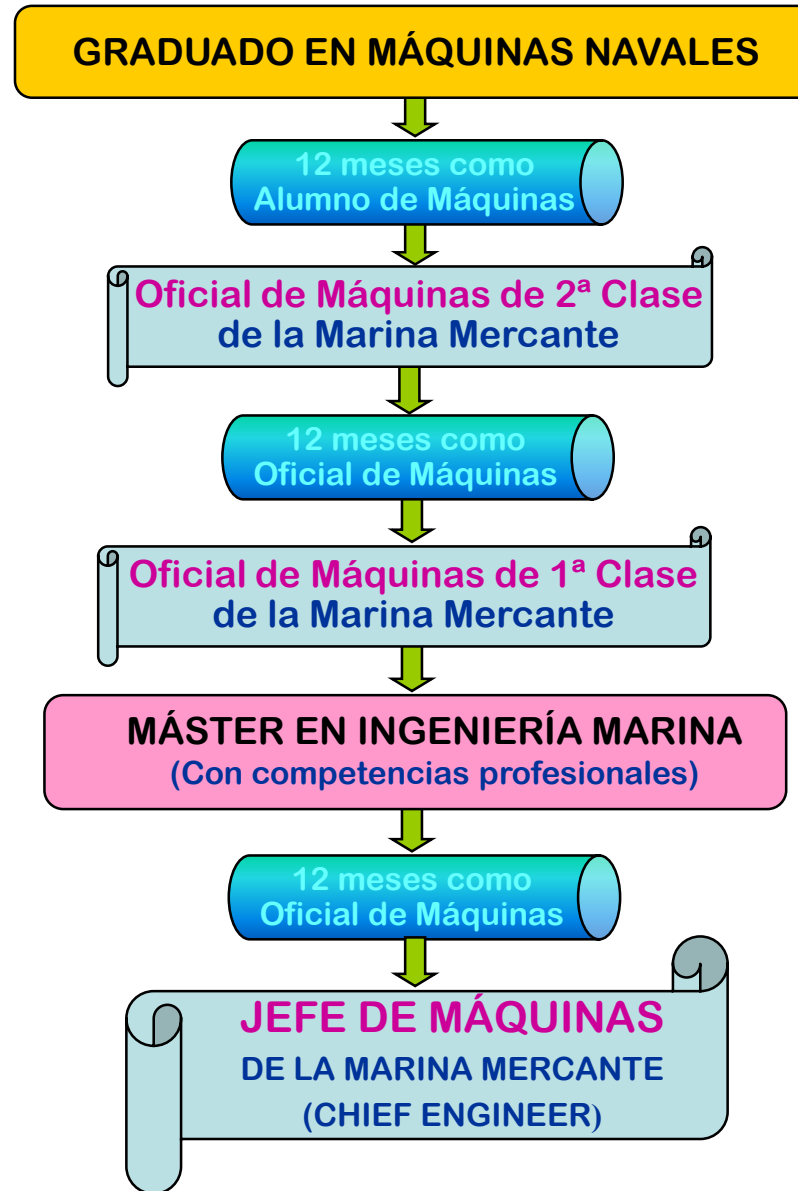 GRADUADO EN MÁQUINAS NAVALES
12 meses como
Alumno de Máquinas
Oficial de Máquinas de 2ª Clase
de la Marina Mercante
12 meses como
Oficial de Máquinas
Oficial de Máquinas de 1ª Clase
de la Marina Mercante
MÁSTER EN INGENIERÍA MARINA
(Con competencias profesionales)
12 meses como
Oficial de Máquinas
JEFE DE MÁQUINAS
DE LA MARINA MERCANTE
(CHIEF ENGINEER)